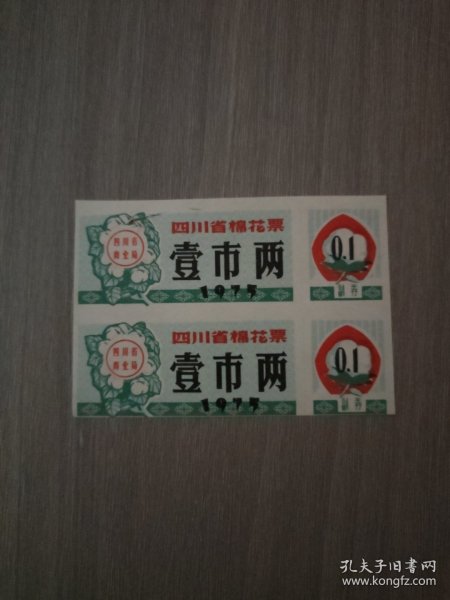 四川省棉花票
四川省
商业局
壹市两
1975
0.1
副券
四川省棉花票
四川省
商业局
壹市两
1975
0.1
副券
孔夫子旧书网
www.kongfz.com